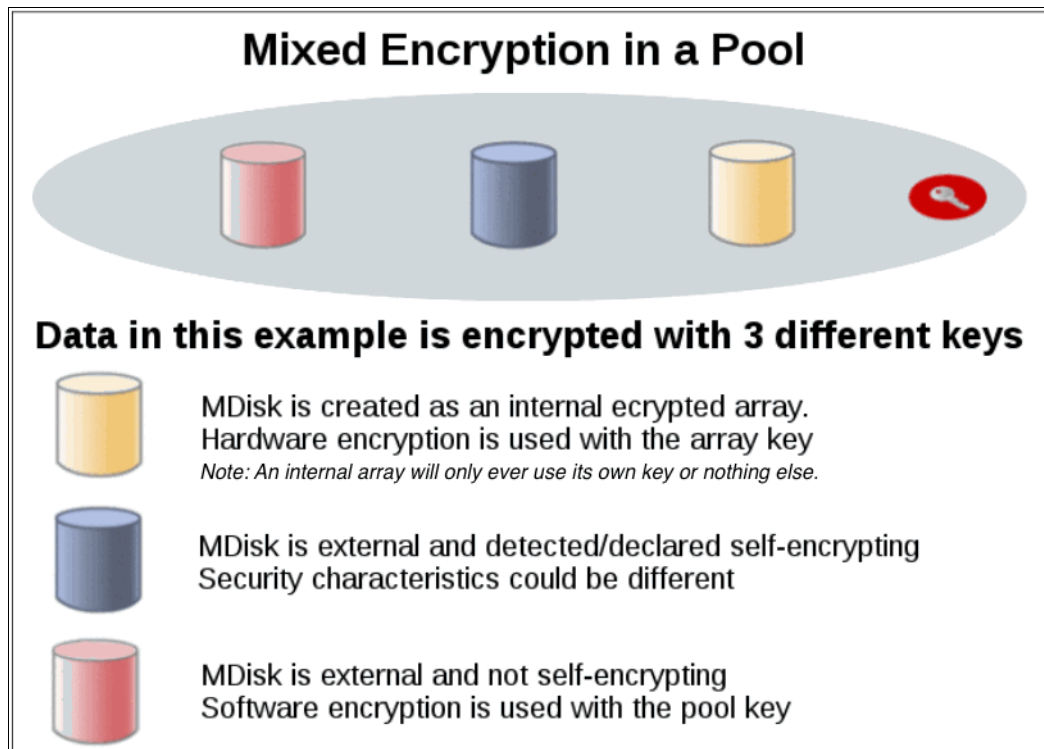 Mixed Encryption in a Pool
Data in this example is encrypted with 3 different keys
MDisk is created as an internal ecrypted array.
Hardware encryption is used with the array key
Note: An internal array will only ever use its own key or nothing else.
MDisk is external and detected/declared self-encrypting
Security characteristics could be different
MDisk is external and not self-encrypting
Software encryption is used with the pool key